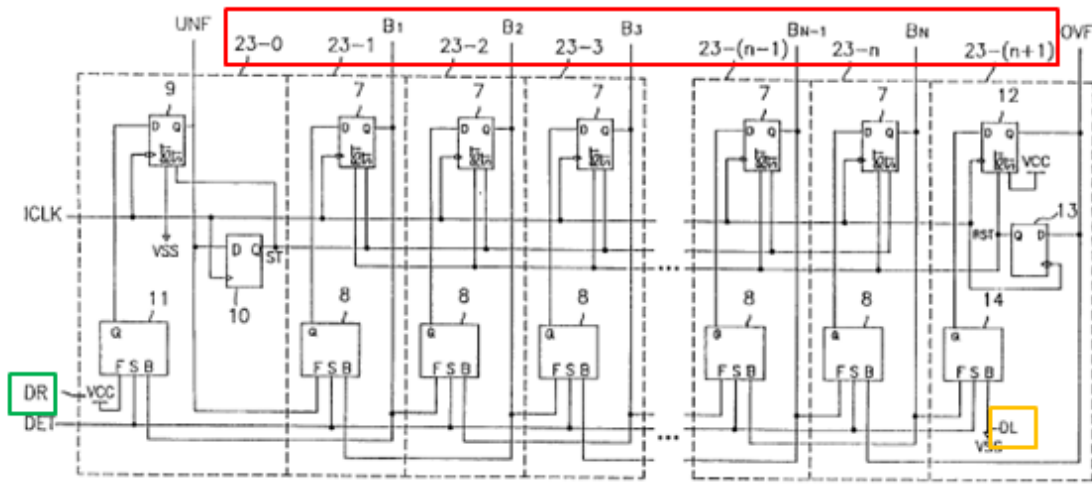 UNF B1 B2 B3 BN-1 BN OVF
23-0 23-1 23-2 23-3 23-(n-1) 23-n 23-(n+1)
9 7 7 7 7 7 12
D Q D Q D Q D Q D Q D Q D Q
VCC
ICLK
13
VSS D Q ST RST Q D
...
11 10 8 8 8 8 8 14
Q Q Q Q Q Q Q
F S B F S B F S B F S B F S B F S B F S B
DR VCC
DET DL
... VSS